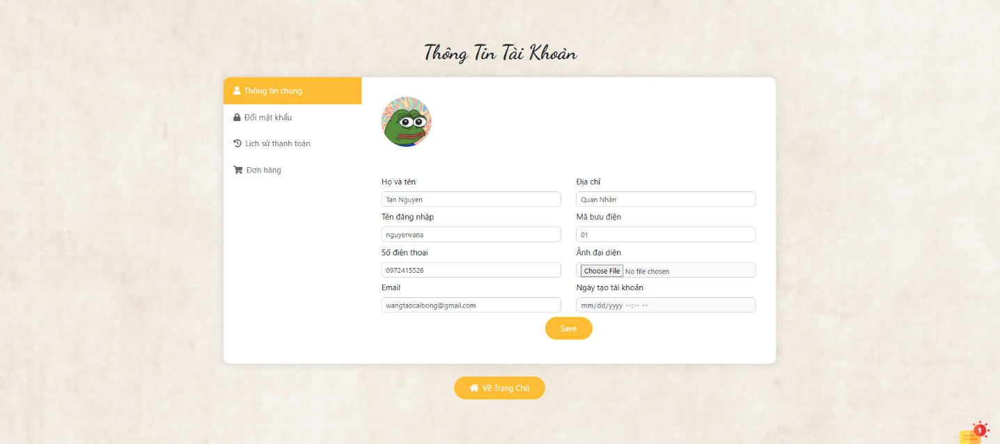 Thông Tin Tài Khoản
Thông tin chung
Đổi mật khẩu
Lịch sử thanh toán
Đơn hàng
Họ và tên
Địa chỉ
Tan Nguyen
Quan Nhân
Tên đăng nhập
Mã bưu điện
nguyenvana
01
Số điện thoại
Ảnh đại diện
0972415526
Choose File No file chosen
Email
Ngày tạo tài khoản
wangtaocaibong@gmail.com
mm/dd/yyyy --:-- --
Save
Về Trang Chủ
1